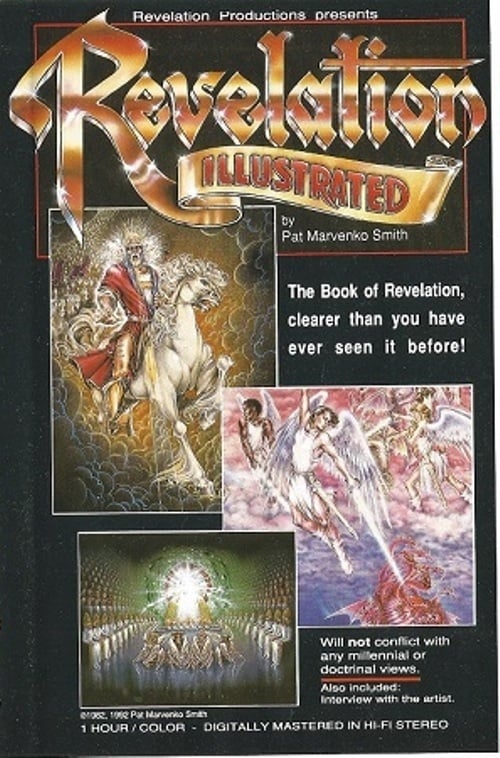 Revelation Productions presents
Revelation
ILLUSTRATED
by
Pat Marvenko Smith
The Book of Revelation,
clearer than you have
ever seen it before!
Will not conflict with
any millennial or
doctrinal views.
Also included:
Interview with the artist.
©1982, 1992 Pat Marvenko Smith
1 HOUR / COLOR - DIGITALLY MASTERED IN HI-FI STEREO